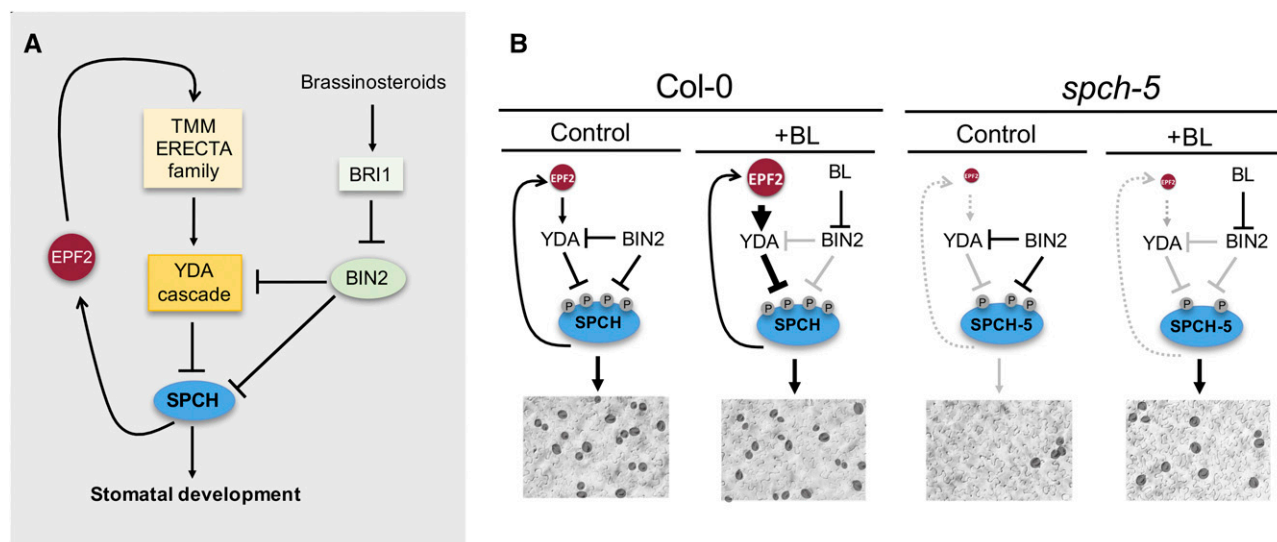 A
Brassinosteroids
TMM
ERECTA
family
BRI1
EPF2
YDA
cascade
BIN2
SPCH
Stomatal development
B
Col-0
spch-5
Control
+BL
Control
+BL
EPF2
EPF2
BL
EPF2
EPF2
BL
YDA
BIN2
YDA
BIN2
YDA
BIN2
YDA
BIN2
P P P P
P P P P
P P
P P
SPCH
SPCH
SPCH-5
SPCH-5